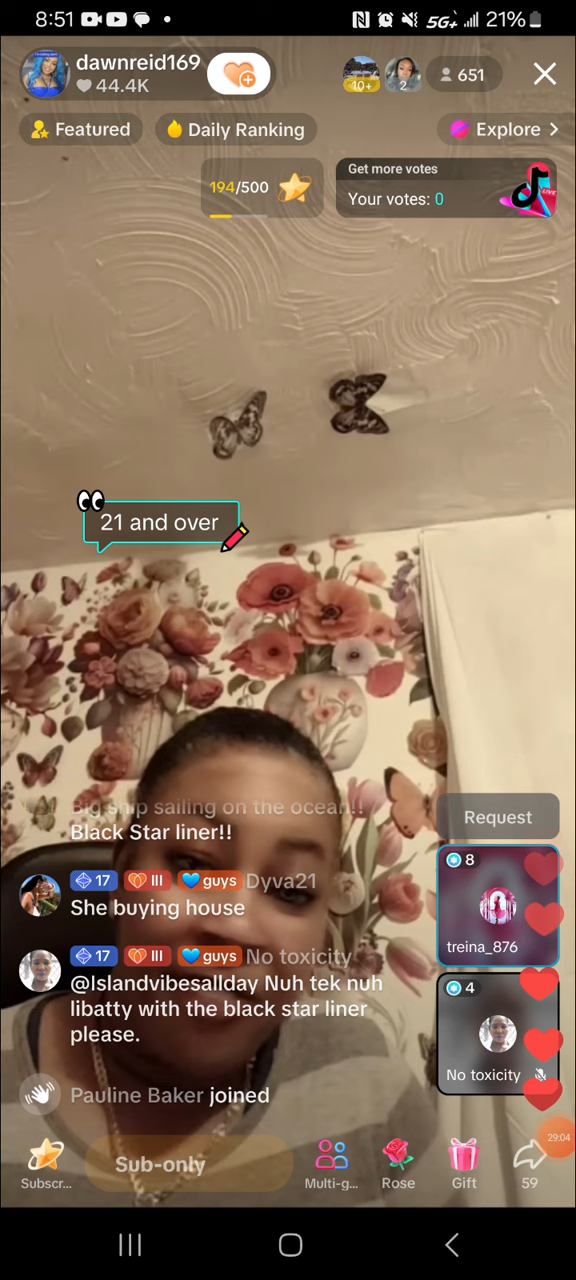 8:51
5G+
21%
dawnreid169
44.4K
10+
2
651
Featured
Daily Ranking
Explore
194/500
Get more votes
Your votes: 0
LIVE
21 and over
Big ship sailing on the ocean!!
Black Star liner!!
17 III guys Dyva21
She buying house
17 III guys No toxicity
@Islandvibesallday Nuh tek nuh
libatty with the black star liner
please.
Pauline Baker joined
Request
8
treina_876
4
No toxicity
29:04
Sub-only
Subscr...
Multi-g...
Rose
Gift
59